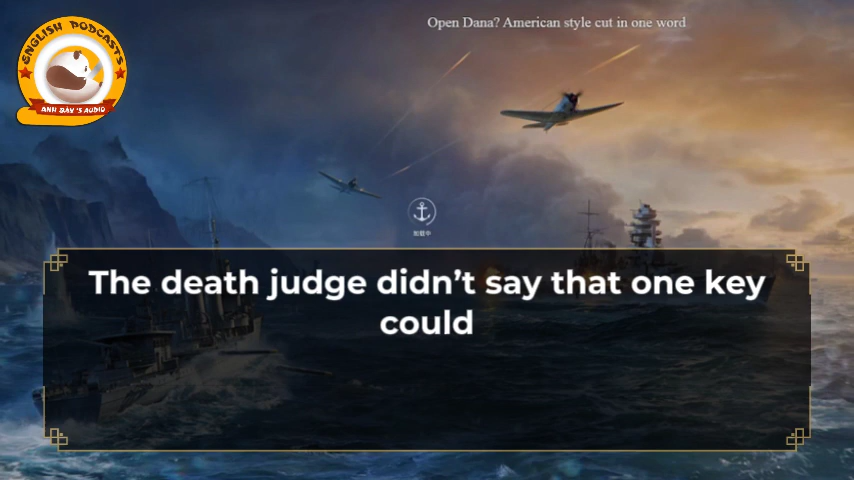 Open Dana? American style cut in one word
ENGLISH PODCASTS
ANH BÁN 'S AUDIO
The death judge didn't say that one key
could